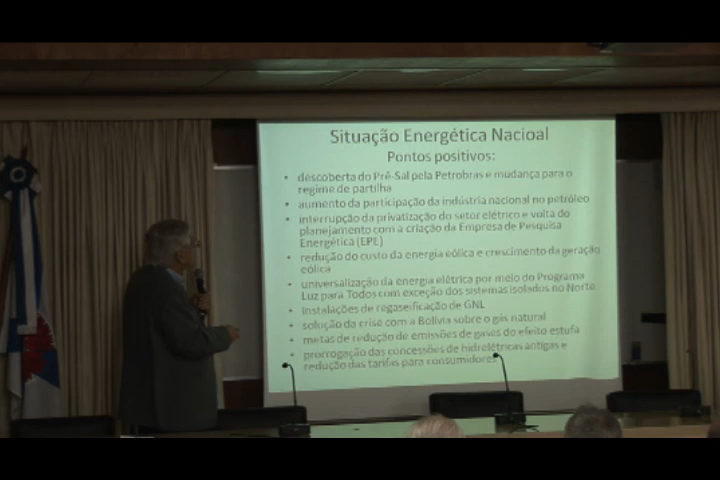 Situação Energética Nacioal
Pontos positivos:
• descoberta do Pré-Sal pela Petrobras e mudança para o
regime de partilha
• aumento da participação da indústria nacional no petróleo
• interrupção da privatização do setor elétrico e volta do
planejamento com a criação da Empresa de Pesquisa
Energética (EPE)
• redução do custo da energia eólica e crescimento da geração
eólica
• universalização da energia elétrica por meio do Programa
Luz para Todos com exceção dos sistemas isolados no Norte
• instalações de regaseificação de GNL
• solução da crise com a Bolívia sobre o gás natural
• metas de redução de emissões de gases do efeito estufa
• prorrogação das concessões de hidrelétricas antigas e
redução das tarifas para consumidores